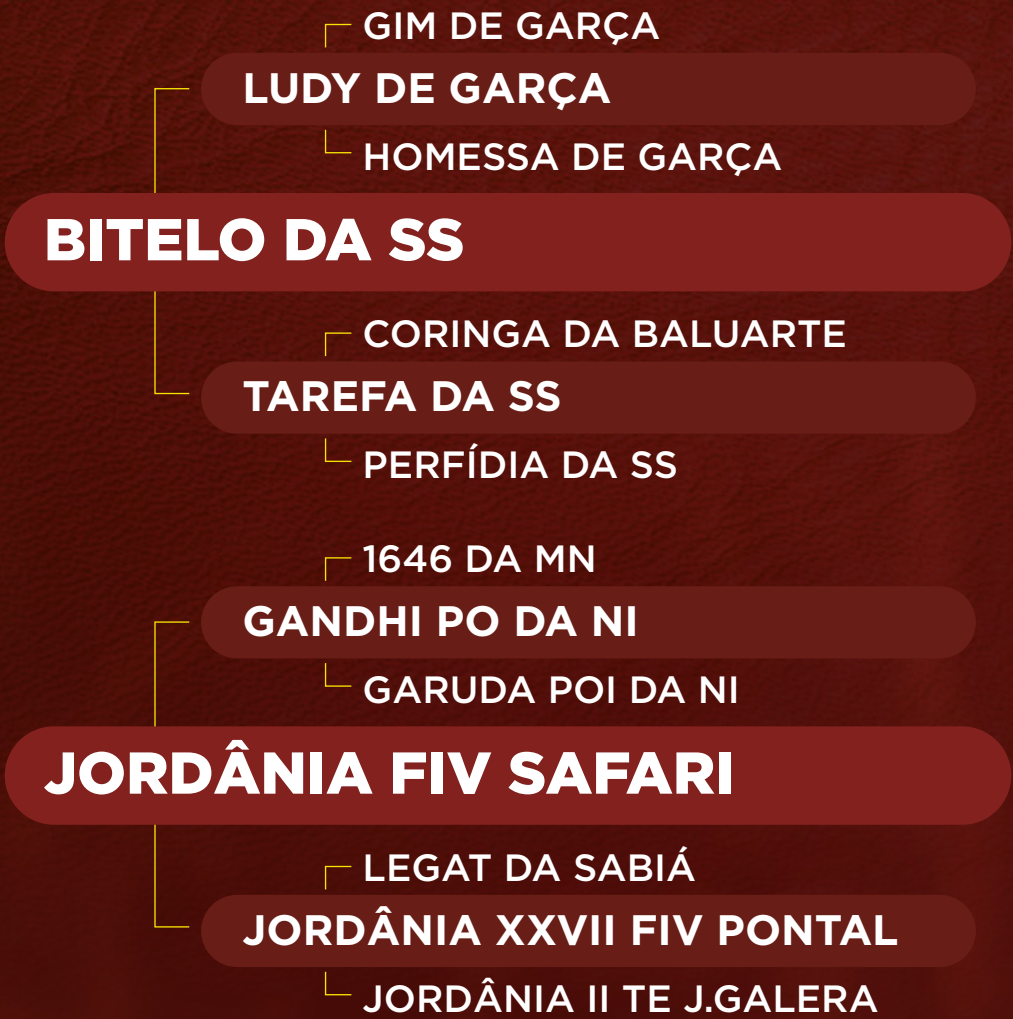 GIM DE GARÇA
LUDY DE GARÇA
HOMESSA DE GARÇA
BITELO DA SS
CORINGA DA BALUARTE
TAREFA DA SS
PERFÍDIA DA SS
1646 DA MN
GANDHI PO DA NI
GARUDA POI DA NI
JORDÂNIA FIV SAFARI
LEGAT DA SABIÁ
JORDÂNIA XXVII FIV PONTAL
JORDÂNIA II TE J.GALERA